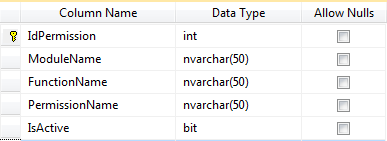 Column Name Data Type Allow Nulls
IdPermission int
ModuleName nvarchar(50)
FunctionName nvarchar(50)
PermissionName nvarchar(50)
IsActive bit